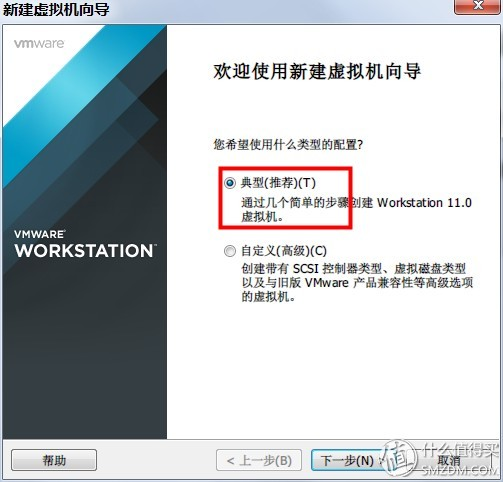 新建虚拟机向导
vmware
欢迎使用新建虚拟机向导
您希望使用什么类型的配置?
典型(推荐)(T)
通过几个简单的步骤创建 Workstation 11.0
虚拟机。
VMWARE
WORKSTATION™
自定义(高级)(C)
创建带有 SCSI 控制器类型、虚拟磁盘类型
以及与旧版 VMware 产品兼容性等高级选项
的虚拟机。
帮助
< 上一步(B)
下一步(N) >
取消
值 什么值得买
SMZDM.COM